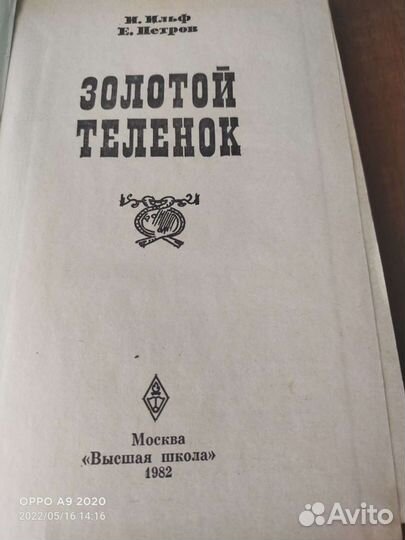 И. Ильф
Е. Петров
ЗОЛОТОЙ
ТЕЛЕНОК
Москва
«Высшая школа»
1982
OPPO A9 2020
2022/05/16 14:16
Avito